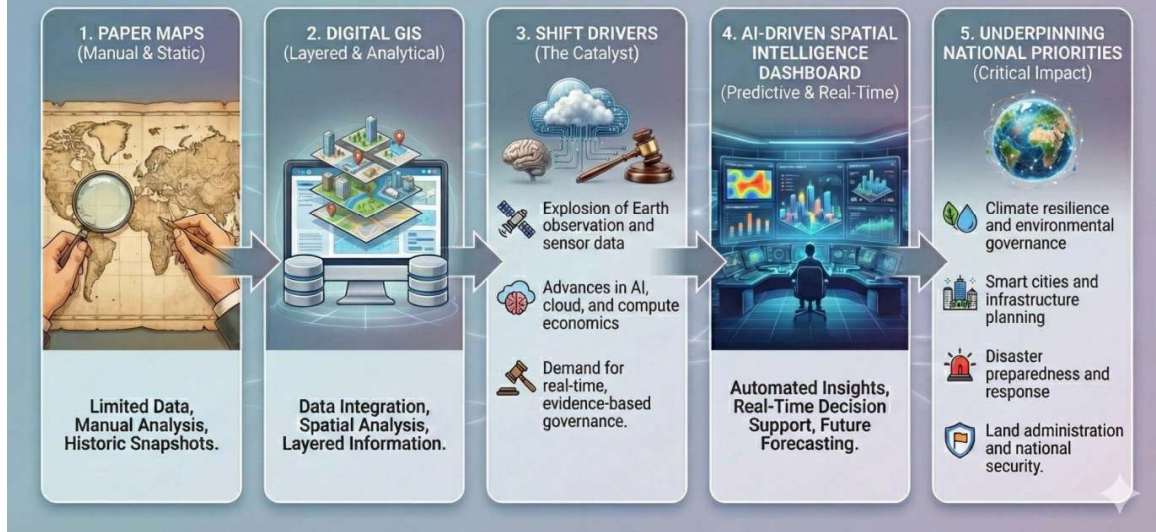 1. PAPER MAPS
(Manual & Static)
Limited Data,
Manual Analysis,
Historic Snapshots.
2. DIGITAL GIS
(Layered & Analytical)
Data Integration,
Spatial Analysis,
Layered Information.
3. SHIFT DRIVERS
(The Catalyst)
Explosion of Earth
observation and
sensor data
Advances in AI,
cloud, and compute
economics
Demand for
real-time,
evidence-based
governance.
4. AI-DRIVEN SPATIAL
INTELLIGENCE
DASHBOARD
(Predictive & Real-Time)
Automated Insights,
Real-Time Decision
Support, Future
Forecasting.
5. UNDERPINNING
NATIONAL PRIORITIES
(Critical Impact)
Climate resilience
and environmental
governance
Smart cities and
infrastructure
planning
Disaster
preparedness and
response
Land administration
and national
security.